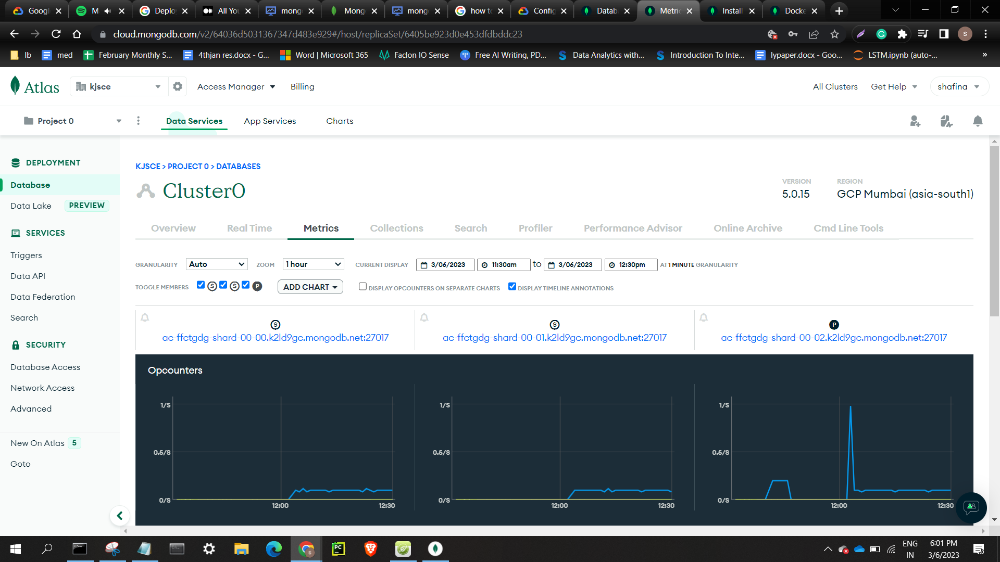 Googl
M
Deplo
All You
mong
Mong
mong
how to
Config
Datab
Metric
Install
Docke
cloud.mongodb.com/v2/64036d5031367347d483e929#/host/replicaSet/6405be923d0e453dfdbddc23
S
lb
med
February Monthly S...
4thjan res.docx - G...
Word | Microsoft 365
Faclon IO Sense
Free AI Writing, PD...
Data Analytics with...
Introduction To Inte...
lypaper.docx - Goo...
LSTM.ipynb (auto-...
»
Atlas
kjsce
Access Manager
Billing
All Clusters
Get Help
shafina
Project 0
Data Services
App Services
Charts
DEPLOYMENT
Database
Data Lake PREVIEW
SERVICES
Triggers
Data API
Data Federation
Search
SECURITY
Database Access
Network Access
Advanced
New On Atlas 5
Goto
KJSCE > PROJECT 0 > DATABASES
Cluster0
VERSION
5.0.15
REGION
GCP Mumbai (asia-south1)
Overview
Real Time
Metrics
Collections
Search
Profiler
Performance Advisor
Online Archive
Cmd Line Tools
GRANULARITY Auto ZOOM 1 hour CURRENT DISPLAY 3/06/2023 11:30am to 3/06/2023 12:30pm AT 1 MINUTE GRANULARITY
TOGGLE MEMBERS S S P ADD CHART DISPLAY OPCOUNTERS ON SEPARATE CHARTS DISPLAY TIMELINE ANNOTATIONS
S
ac-ffctgdg-shard-00-00.k2ld9gc.mongodb.net:27017
S
ac-ffctgdg-shard-00-01.k2ld9gc.mongodb.net:27017
P
ac-ffctgdg-shard-00-02.k2ld9gc.mongodb.net:27017
Opcounters
1/S
0.5/S
0/S
12:00
12:30
1/S
0.5/S
0/S
12:00
12:30
1/S
0.5/S
0/S
12:00
12:30
PC
ENG
IN
6:01 PM
3/6/2023